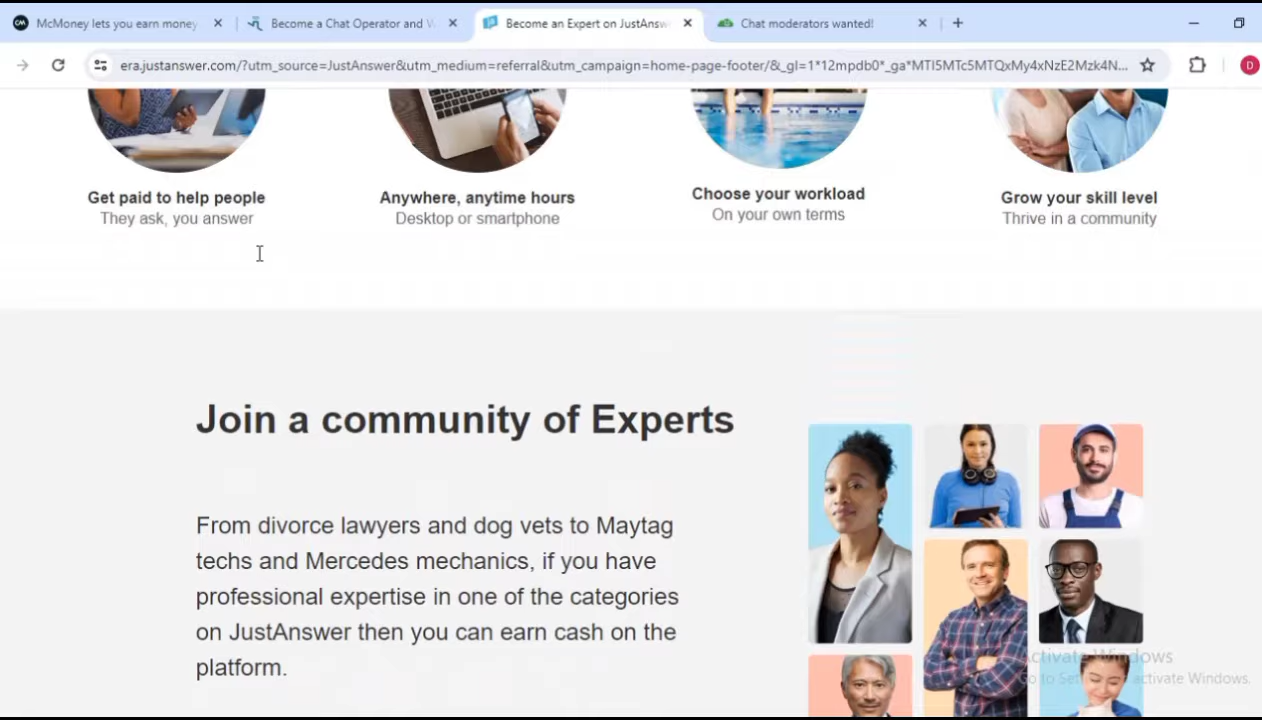 McMoney lets you earn money
Become a Chat Operator and
Become an Expert on JustAnsw
Chat moderators wanted!
era.justanswer.com/?utm_source=JustAnswer&utm_medium=referral&utm_campaign=home-page-footer/&_gl=1*12mpdb0*_ga*MTI5MTc5MTQxMy4xNzE2Mzk4N...
D
Get paid to help people
They ask, you answer
Anywhere, anytime hours
Desktop or smartphone
Choose your workload
On your own terms
Grow your skill level
Thrive in a community
Join a community of Experts
From divorce lawyers and dog vets to Maytag
techs and Mercedes mechanics, if you have
professional expertise in one of the categories
on JustAnswer then you can earn cash on the
platform.
Activate Windows
Go to Set activate Windows.